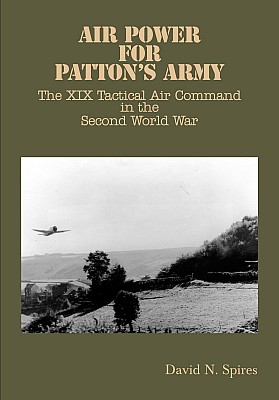 AIR POWER
FOR
PATTON'S ARMY
The XIX Tactical Air Command
in the
Second World War
David N. Spires